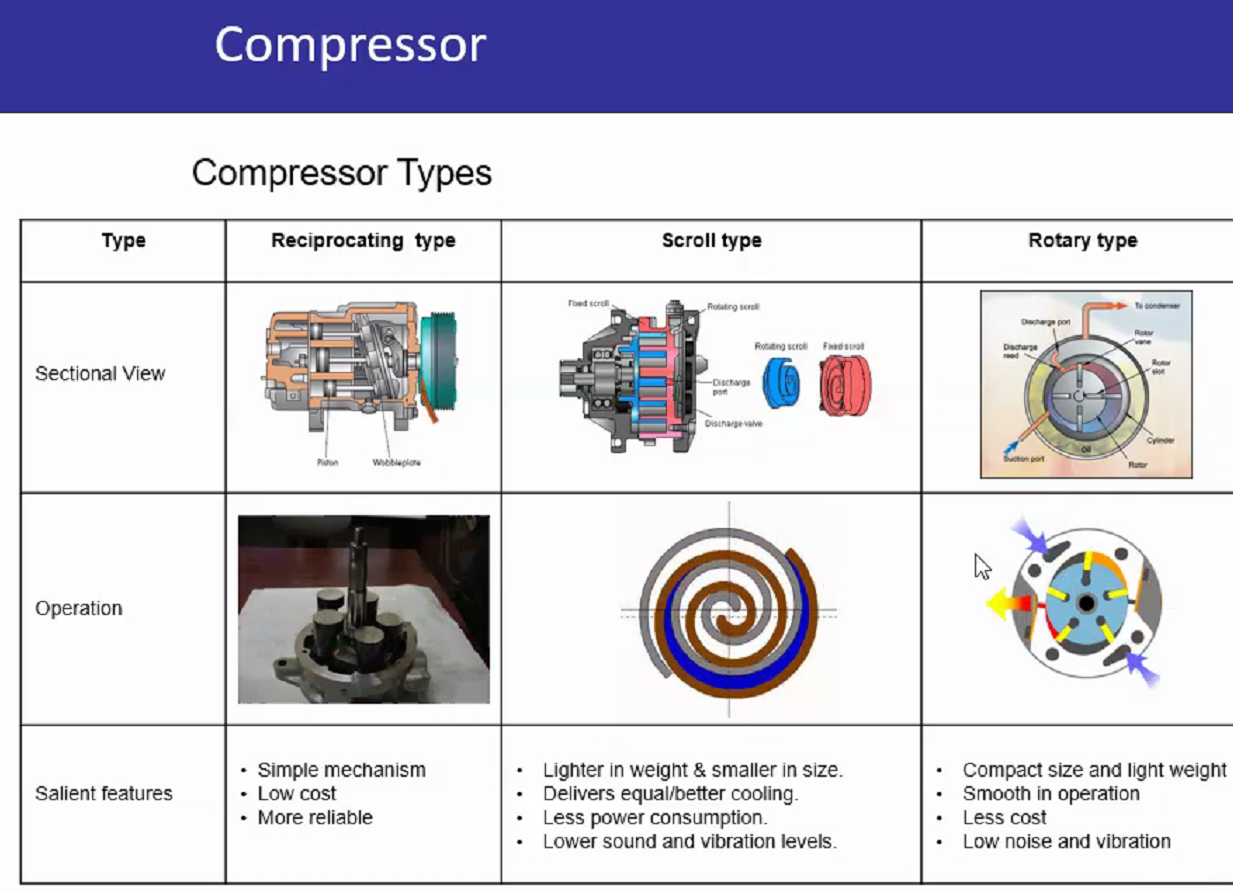 Compressor
Compressor Types
Type
Reciprocating type
Scroll type
Rotary type
Sectional View
Piston
Wobbleplate
Fixed scroll
Rotating scroll
Discharge
port
Discharge valve
Rotating scroll
Fixed scroll
To condenser
Discharge port
Rotor
vane
Discharge
reed
Rotor
slot
Cylinder
Oil
Suction port
Rotor
Operation
Salient features
• Simple mechanism
• Low cost
• More reliable
• Lighter in weight & smaller in size.
• Delivers equal/better cooling.
• Less power consumption.
• Lower sound and vibration levels.
• Compact size and light weight
• Smooth in operation
• Less cost
• Low noise and vibration